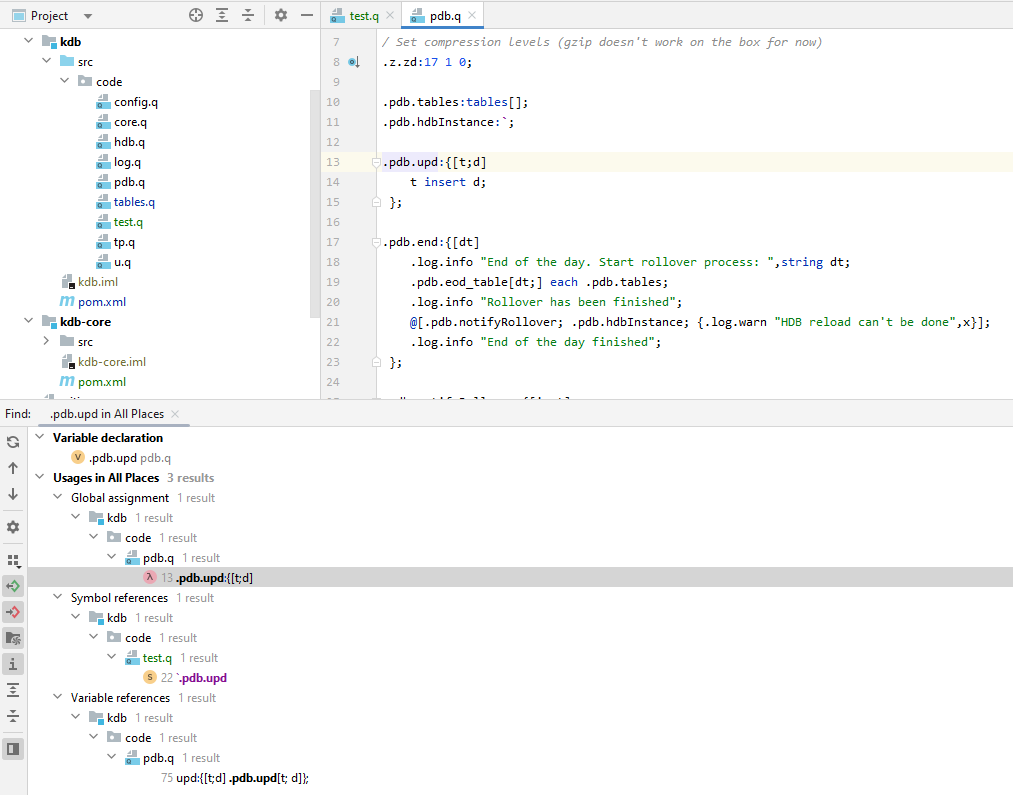 Project
test.q
pdb.q
kdb
src
code
config.q
core.q
hdb.q
log.q
pdb.q
tables.q
test.q
tp.q
u.q
kdb.iml
pom.xml
kdb-core
src
kdb-core.iml
pom.xml
7 / Set compression levels (gzip doesn't work on the box for now)
8 .z.zd:17 1 0;
9
10 .pdb.tables:tables[];
11 .pdb.hdbInstance:`;
12
13 .pdb.upd:{[t;d]
14 t insert d;
15 };
16
17 .pdb.end:{[dt]
18 .log.info "End of the day. Start rollover process: ",string dt;
19 .pdb.eod_table[dt;] each .pdb.tables;
20 .log.info "Rollover has been finished";
21 @[.pdb.notifyRollover; .pdb.hdbInstance; {.log.warn "HDB reload can't be done",x}];
22 .log.info "End of the day finished";
23 };
24
Find: .pdb.upd in All Places
Variable declaration
V .pdb.upd pdb.q
Usages in All Places 3 results
Global assignment 1 result
kdb 1 result
code 1 result
pdb.q 1 result
λ 13 .pdb.upd:{[t;d]
Symbol references 1 result
kdb 1 result
code 1 result
test.q 1 result
S 22 `.pdb.upd
Variable references 1 result
kdb 1 result
code 1 result
pdb.q 1 result
75 upd:{[t;d] .pdb.upd[t; d]};